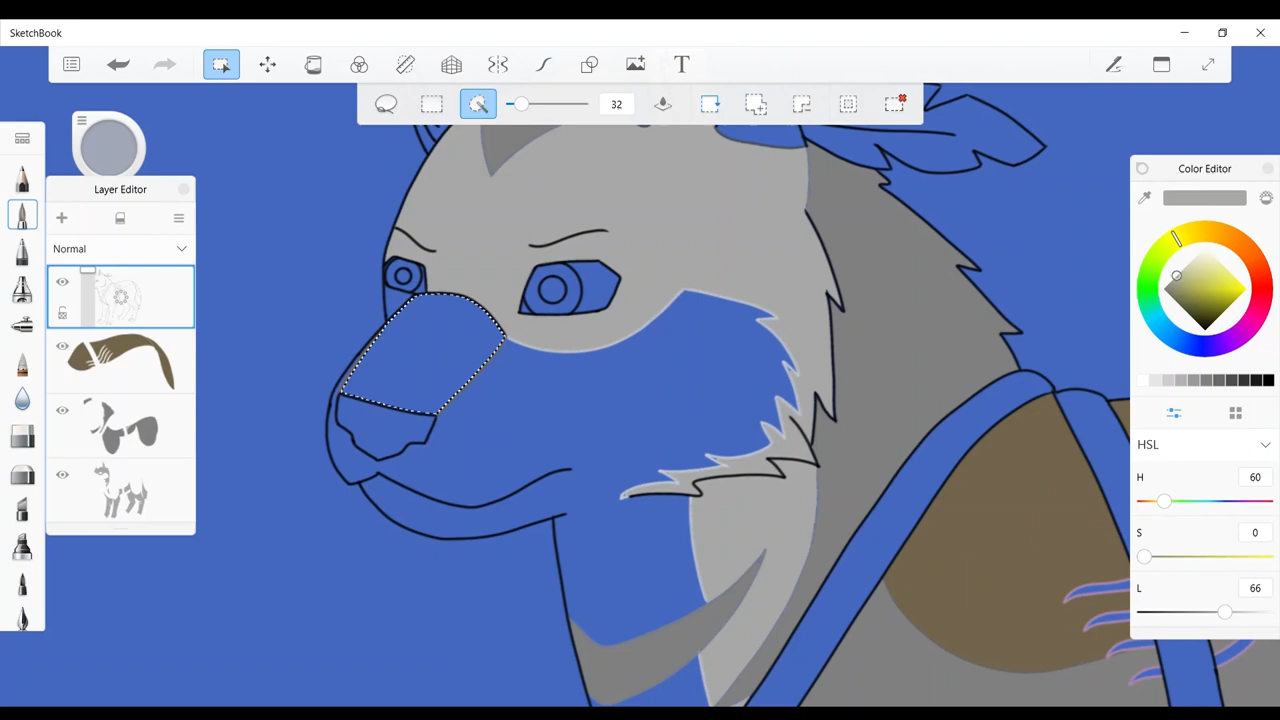 SketchBook
T
32
Layer Editor
Normal
Color Editor
HSL
H 60
S 0
L 66